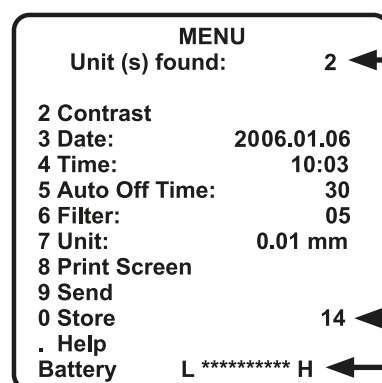 MENU
Unit (s) found: 2
2 Contrast
3 Date: 2006.01.06
4 Time: 10:03
5 Auto Off Time: 30
6 Filter: 05
7 Unit: 0.01 mm
8 Print Screen
9 Send
0 Store 14
. Help
Battery L ********** H